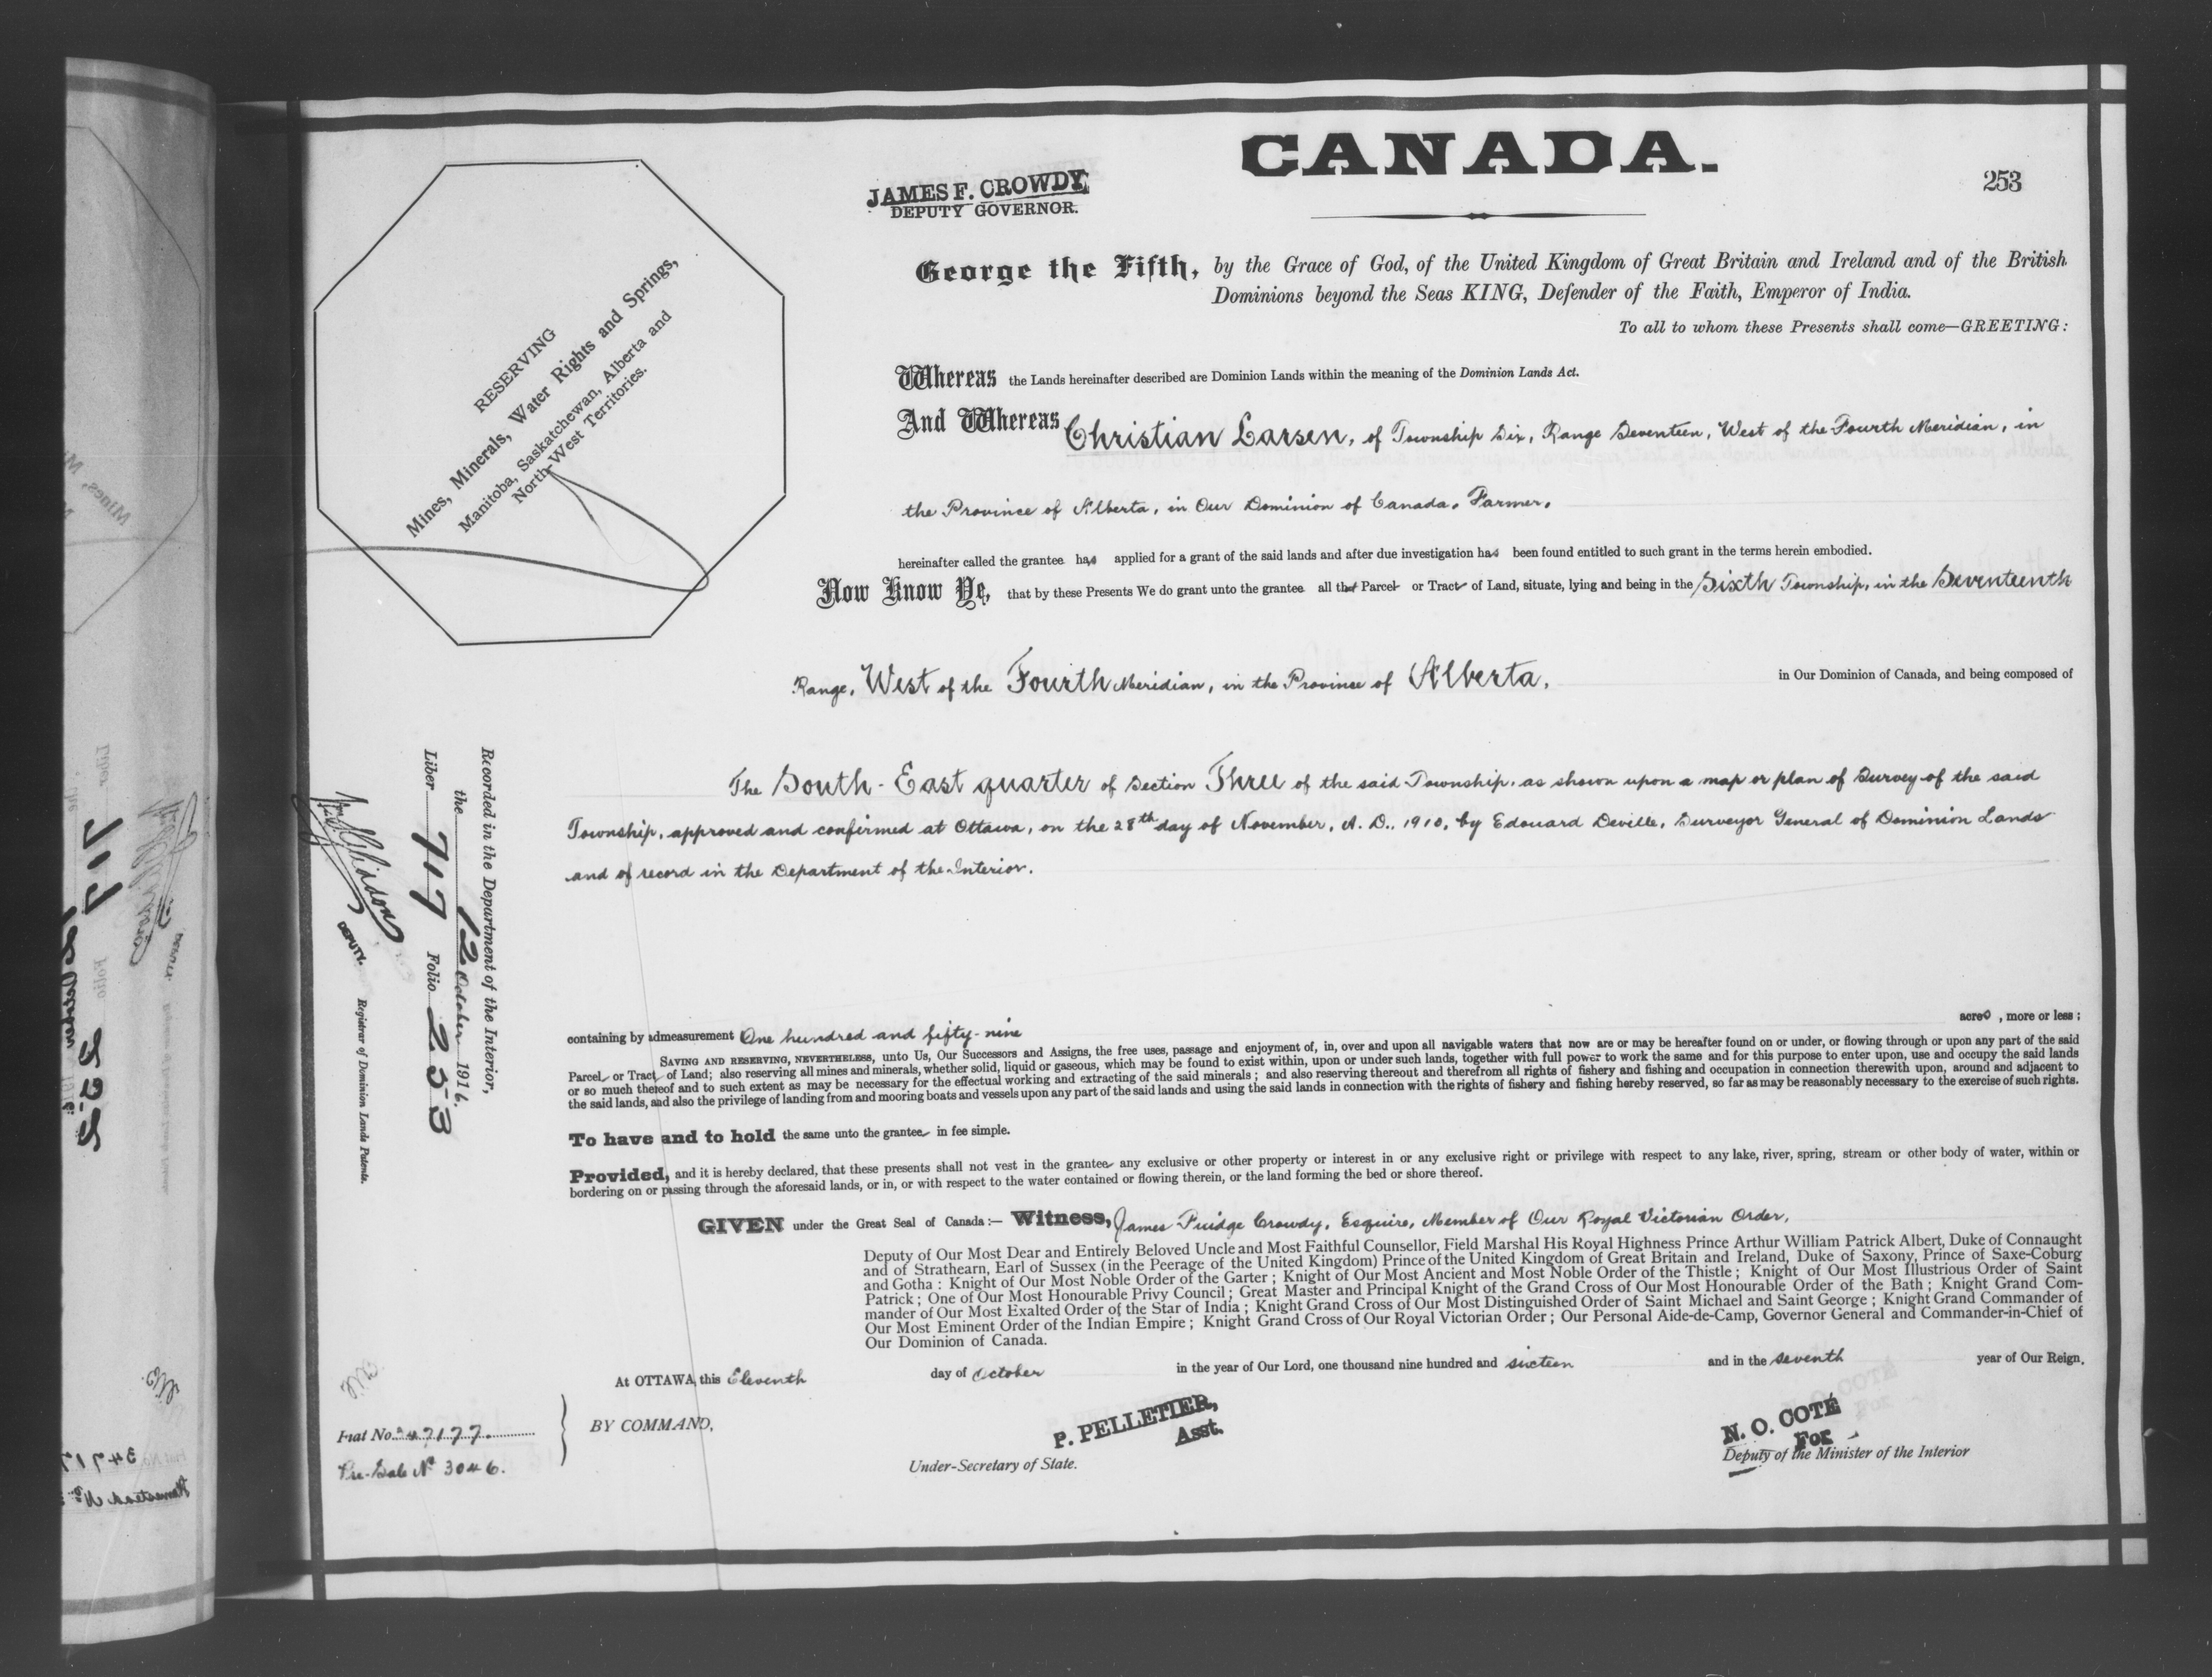 CANADA.
253
JAMES F. CROWDY,
DEPUTY GOVERNOR.
George the Fifth, by the Grace of God, of the United Kingdom of Great Britain and Ireland and of the British
Dominions beyond the Seas KING, Defender of the Faith, Emperor of India.
To all to whom these Presents shall come—GREETING:
RESERVING
Mines, Minerals, Water Rights and Springs,
Manitoba, Saskatchewan, Alberta and
North-West Territories.
Whereas the Lands hereinafter described are Dominion Lands within the meaning of the Dominion Lands Act.
And Whereas Christian Larsen, of Township Six, Range Seventeen, West of the Fourth Meridian, in
the Province of Alberta, in Our Dominion of Canada, Farmer,
hereinafter called the grantee has applied for a grant of the said lands and after due investigation has been found entitled to such grant in the terms herein embodied.
Now Know Ye, that by these Presents We do grant unto the grantee all that Parcel or Tract of Land, situate, lying and being in the Sixth Township, in the Seventeenth
Range, West of the Fourth Meridian, in the Province of Alberta, in Our Dominion of Canada, and being composed of
The South-East quarter of Section Three of the said Township, as shown upon a map or plan of Survey of the said
Township, approved and confirmed at Ottawa, on the 28th day of November, A. D., 1910, by Edouard Deville, Surveyor General of Dominion Lands
and of record in the Department of the Interior.
Recorded in the Department of the Interior,
the 12 October 1916.
Liber 717 Folio 253
DEPUTY.
Registrar of Dominion Lands Patents.
containing by admeasurement One hundred and fifty-nine acres, more or less;
SAVING AND RESERVING, NEVERTHELESS, unto Us, Our Successors and Assigns, the free uses, passage and enjoyment of, in, over and upon all navigable waters that now are or may be hereafter found on or under, or flowing through or upon any part of the said
Parcel or Tract of Land; also reserving all mines and minerals, whether solid, liquid or gaseous, which may be found to exist within, upon or under such lands, together with full power to work the same and for this purpose to enter upon, use and occupy the said lands
or so much thereof and to such extent as may be necessary for the effectual working and extracting of the said minerals; and also reserving thereout and therefrom all rights of fishery and fishing and occupation in connection therewith upon, around and adjacent to
the said lands, and also the privilege of landing from and mooring boats and vessels upon any part of the said lands and using the said lands in connection with the rights of fishery and fishing hereby reserved, so far as may be reasonably necessary to the exercise of such rights.
To have and to hold the same unto the grantee in fee simple.
Provided, and it is hereby declared, that these presents shall not vest in the grantee any exclusive or other property or interest in or any exclusive right or privilege with respect to any lake, river, spring, stream or other body of water, within or
bordering on or passing through the aforesaid lands, or in, or with respect to the water contained or flowing therein, or the land forming the bed or shore thereof.
GIVEN under the Great Seal of Canada:— Witness, James Fuidge Crowdy, Esquire, Member of Our Royal Victorian Order,
Deputy of Our Most Dear and Entirely Beloved Uncle and Most Faithful Counsellor, Field Marshal His Royal Highness Prince Arthur William Patrick Albert, Duke of Connaught
and of Strathearn, Earl of Sussex (in the Peerage of the United Kingdom) Prince of the United Kingdom of Great Britain and Ireland, Duke of Saxony, Prince of Saxe-Coburg
and Gotha: Knight of Our Most Noble Order of the Garter; Knight of Our Most Ancient and Most Noble Order of the Thistle; Knight of Our Most Illustrious Order of Saint
Patrick; One of Our Most Honourable Privy Council; Great Master and Principal Knight of the Grand Cross of Our Most Honourable Order of the Bath; Knight Grand Com-
mander of Our Most Exalted Order of the Star of India; Knight Grand Cross of Our Most Distinguished Order of Saint Michael and Saint George; Knight Grand Commander of
Our Most Eminent Order of the Indian Empire; Knight Grand Cross of Our Royal Victorian Order; Our Personal Aide-de-Camp, Governor General and Commander-in-Chief of
Our Dominion of Canada.
At OTTAWA, this Eleventh day of October in the year of Our Lord, one thousand nine hundred and sixteen and in the seventh year of Our Reign.
Fiat No. 47177.
Pre-Sale No 3046.
BY COMMAND,
P. PELLETIER,
Asst.
Under-Secretary of State.
N. O. COTÉ
For
Deputy of the Minister of the Interior